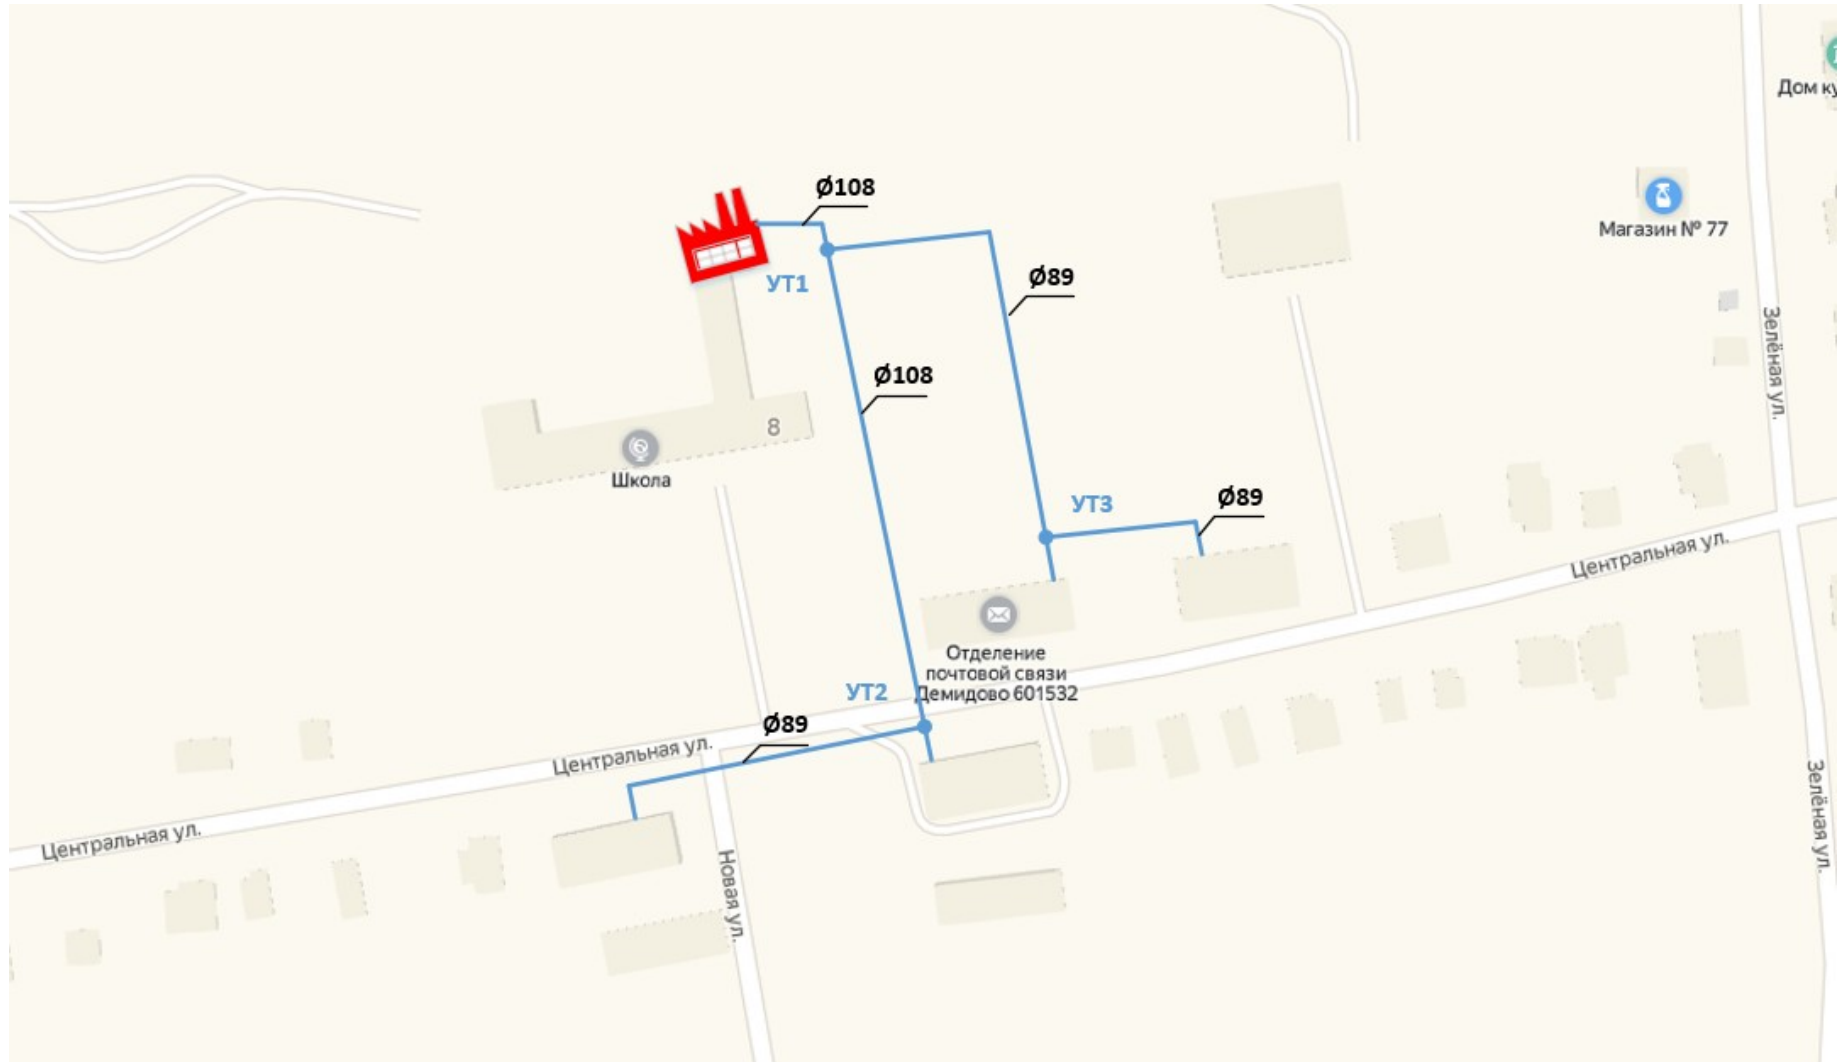 Дом ку
Ø108
Магазин № 77
Ø89
УТ1
Зелёная ул.
Ø108
8
Школа
УТ3
Ø89
Центральная ул.
Отделение
почтовой связи
Демидово 601532
УТ2
Ø89
Центральная ул.
Центральная ул.
Зелёная ул.
Новая ул.